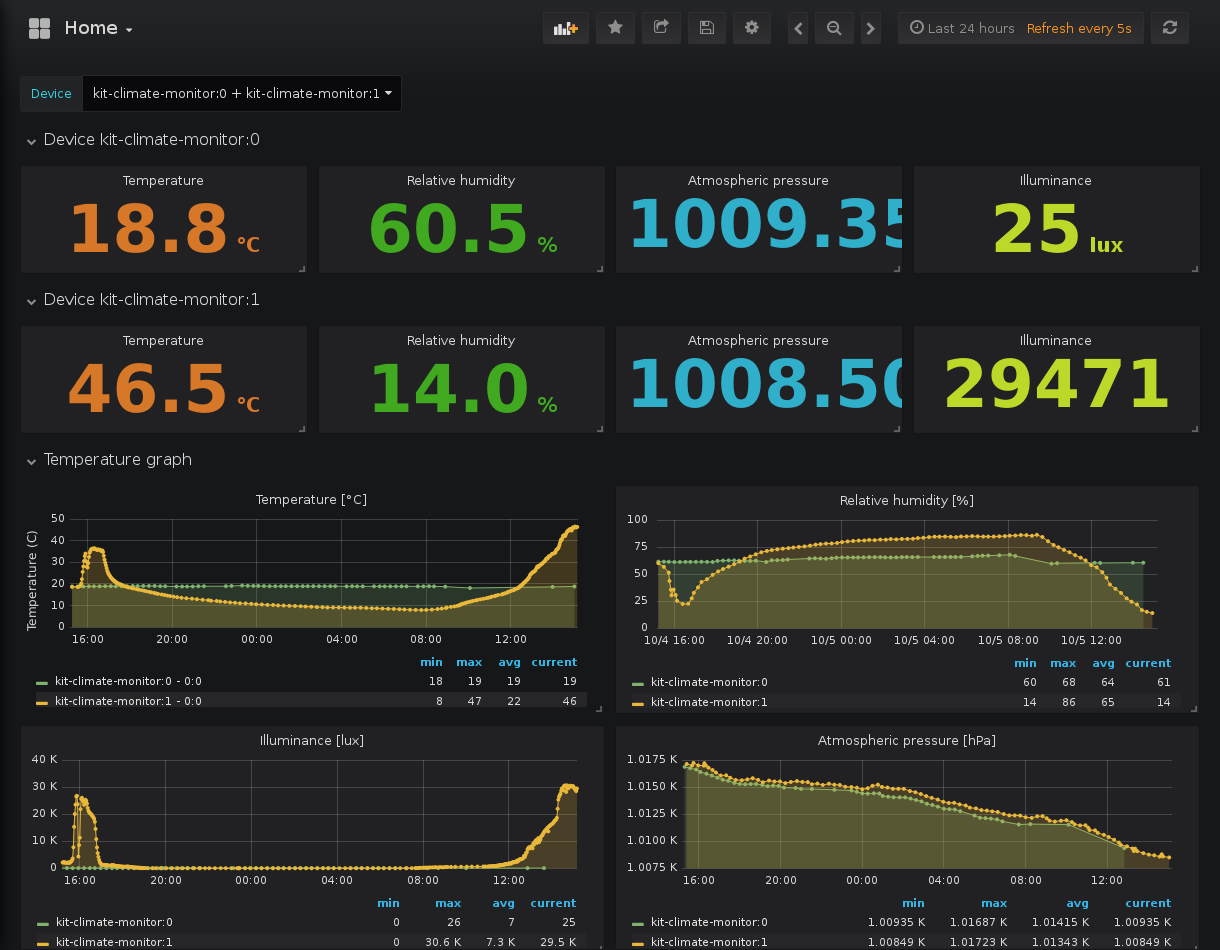 Home
Last 24 hours Refresh every 5s
Device kit-climate-monitor:0 + kit-climate-monitor:1
Device kit-climate-monitor:0
Temperature Relative humidity Atmospheric pressure Illuminance
18.8 °C 60.5 % 1009.35 25 lux
Device kit-climate-monitor:1
Temperature Relative humidity Atmospheric pressure Illuminance
46.5 °C 14.0 % 1008.50 29471
Temperature graph
Temperature [°C]
Temperature (C)
50
40
30
20
10
0
16:00 20:00 00:00 04:00 08:00 12:00
min max avg current
kit-climate-monitor:0 - 0:0 18 19 19 19
kit-climate-monitor:1 - 0:0 8 47 22 46
Relative humidity [%]
100
75
50
25
0
10/4 16:00 10/4 20:00 10/5 00:00 10/5 04:00 10/5 08:00 10/5 12:00
min max avg current
kit-climate-monitor:0 60 68 64 61
kit-climate-monitor:1 14 86 65 14
Illuminance [lux]
40 K
30 K
20 K
10 K
0
16:00 20:00 00:00 04:00 08:00 12:00
min max avg current
kit-climate-monitor:0 0 26 7 25
kit-climate-monitor:1 0 30.6 K 7.3 K 29.5 K
Atmospheric pressure [hPa]
1.0175 K
1.0150 K
1.0125 K
1.0100 K
1.0075 K
16:00 20:00 00:00 04:00 08:00 12:00
min max avg current
kit-climate-monitor:0 1.00935 K 1.01687 K 1.01415 K 1.00935 K
kit-climate-monitor:1 1.00849 K 1.01723 K 1.01343 K 1.00849 K